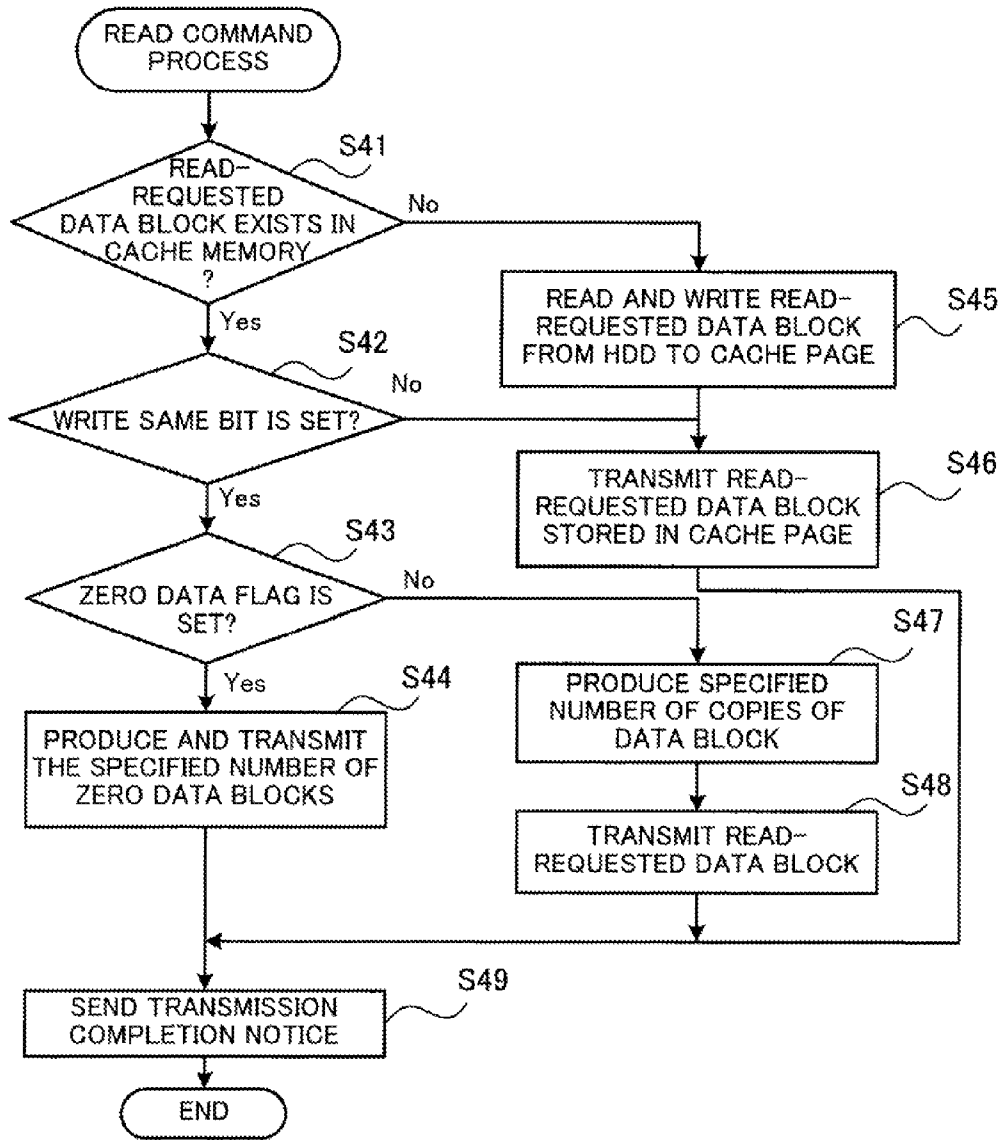 READ COMMAND
PROCESS
S41
READ-
REQUESTED
DATA BLOCK EXISTS IN
CACHE MEMORY
?
No
Yes
S45
READ AND WRITE READ-
REQUESTED DATA BLOCK
FROM HDD TO CACHE PAGE
S42
WRITE SAME BIT IS SET?
No
Yes
S46
TRANSMIT READ-
REQUESTED DATA BLOCK
STORED IN CACHE PAGE
S43
ZERO DATA FLAG IS
SET?
No
Yes
S47
PRODUCE SPECIFIED
NUMBER OF COPIES OF
DATA BLOCK
S44
PRODUCE AND TRANSMIT
THE SPECIFIED NUMBER OF
ZERO DATA BLOCKS
S48
TRANSMIT READ-
REQUESTED DATA BLOCK
S49
SEND TRANSMISSION
COMPLETION NOTICE
END